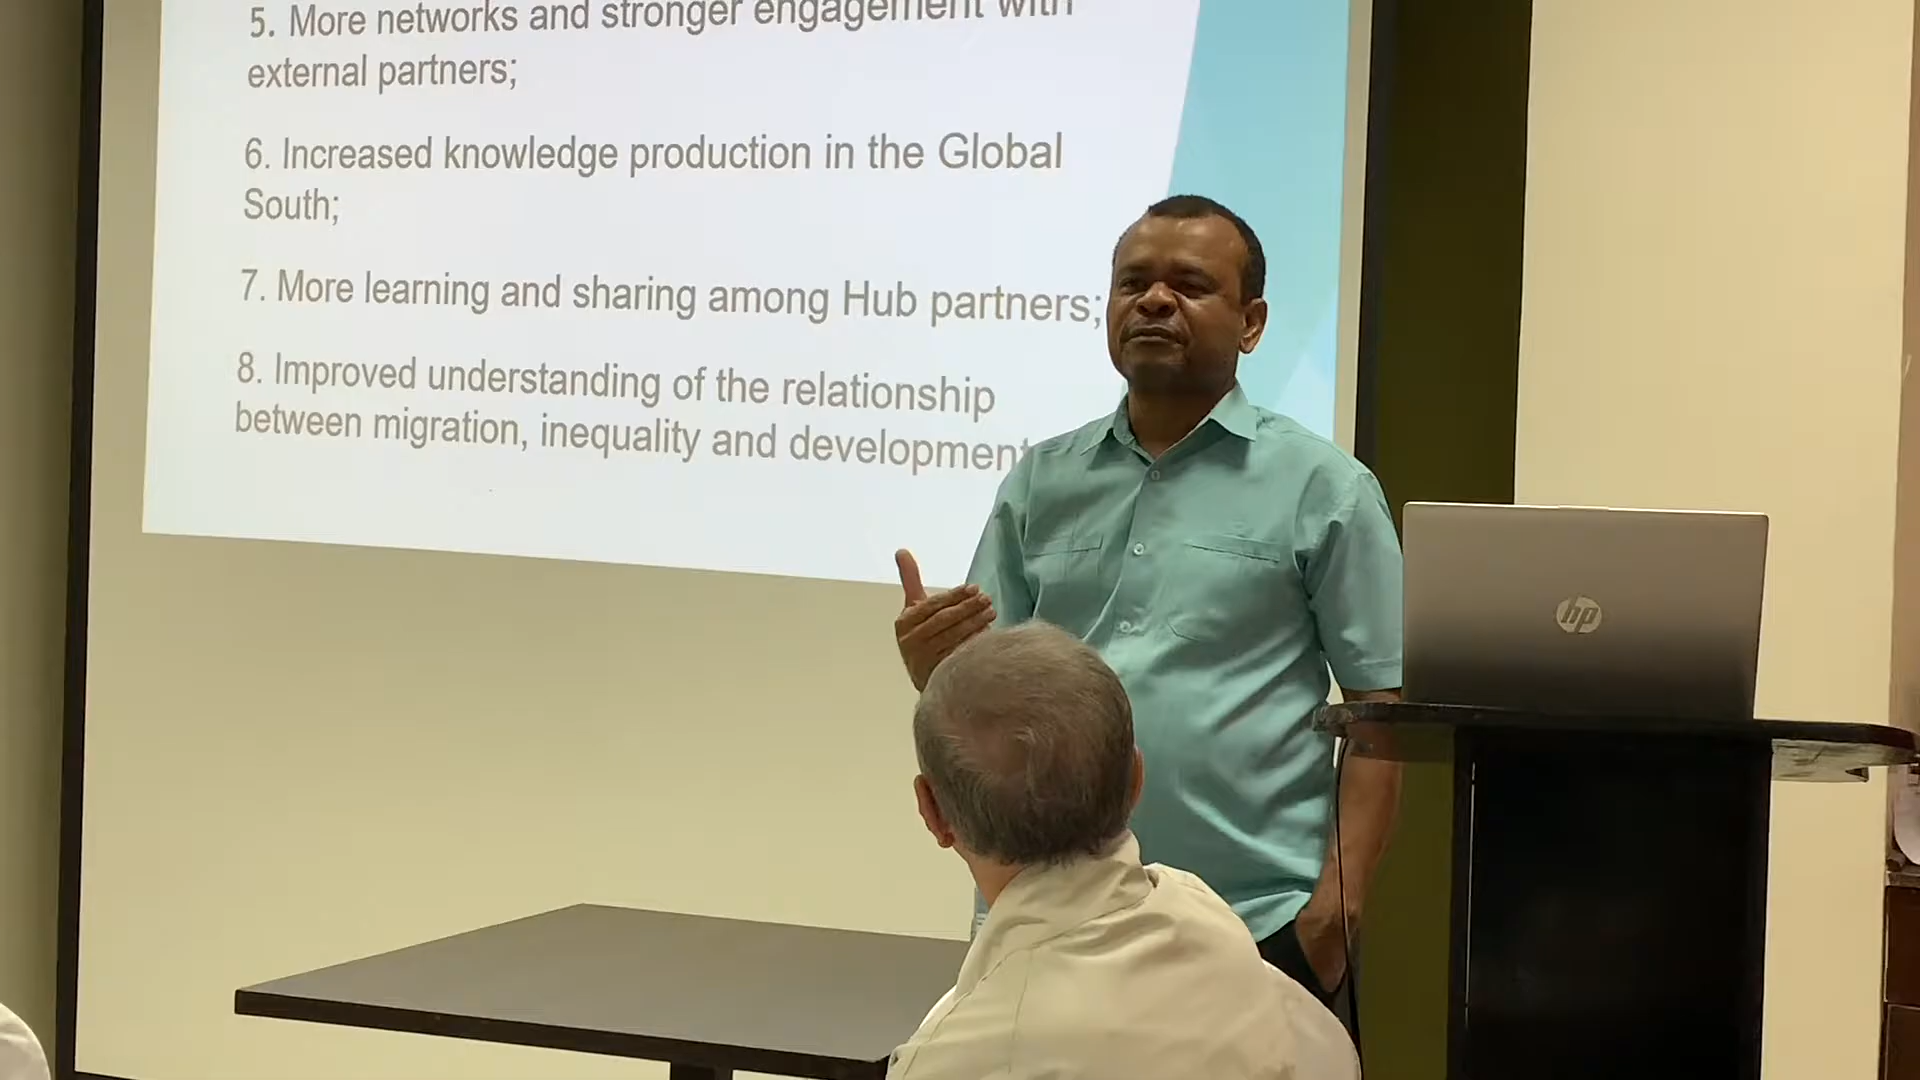 5. More networks and stronger engagement with
external partners;
6. Increased knowledge production in the Global
South;
7. More learning and sharing among Hub partners;
8. Improved understanding of the relationship
between migration, inequality and development
hp